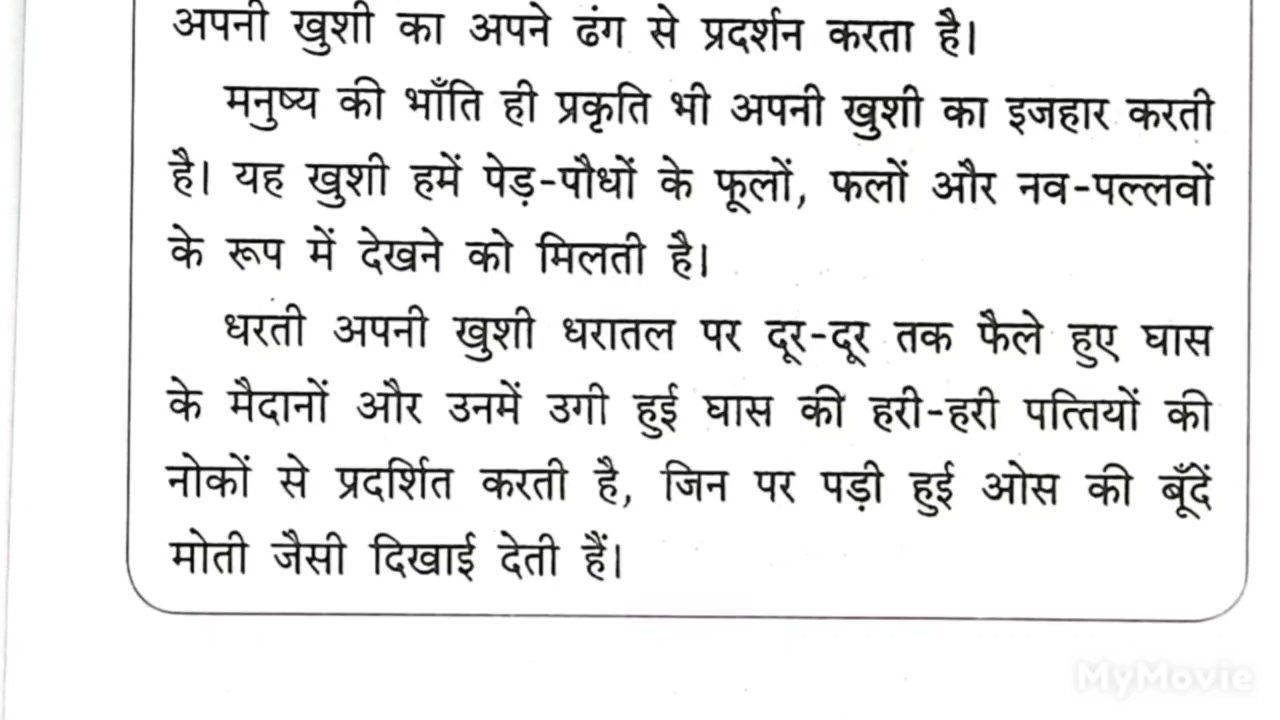 अपनी खुशी का अपने ढंग से प्रदर्शन करता है।
मनुष्य की भाँति ही प्रकृति भी अपनी खुशी का इजहार करती
है। यह खुशी हमें पेड़-पौधों के फूलों, फलों और नव-पल्लवों
के रूप में देखने को मिलती है।
धरती अपनी खुशी धरातल पर दूर-दूर तक फैले हुए घास
के मैदानों और उनमें उगी हुई घास की हरी-हरी पत्तियों की
नोकों से प्रदर्शित करती है, जिन पर पड़ी हुई ओस की बूँदें
मोती जैसी दिखाई देती हैं।
MyMovie